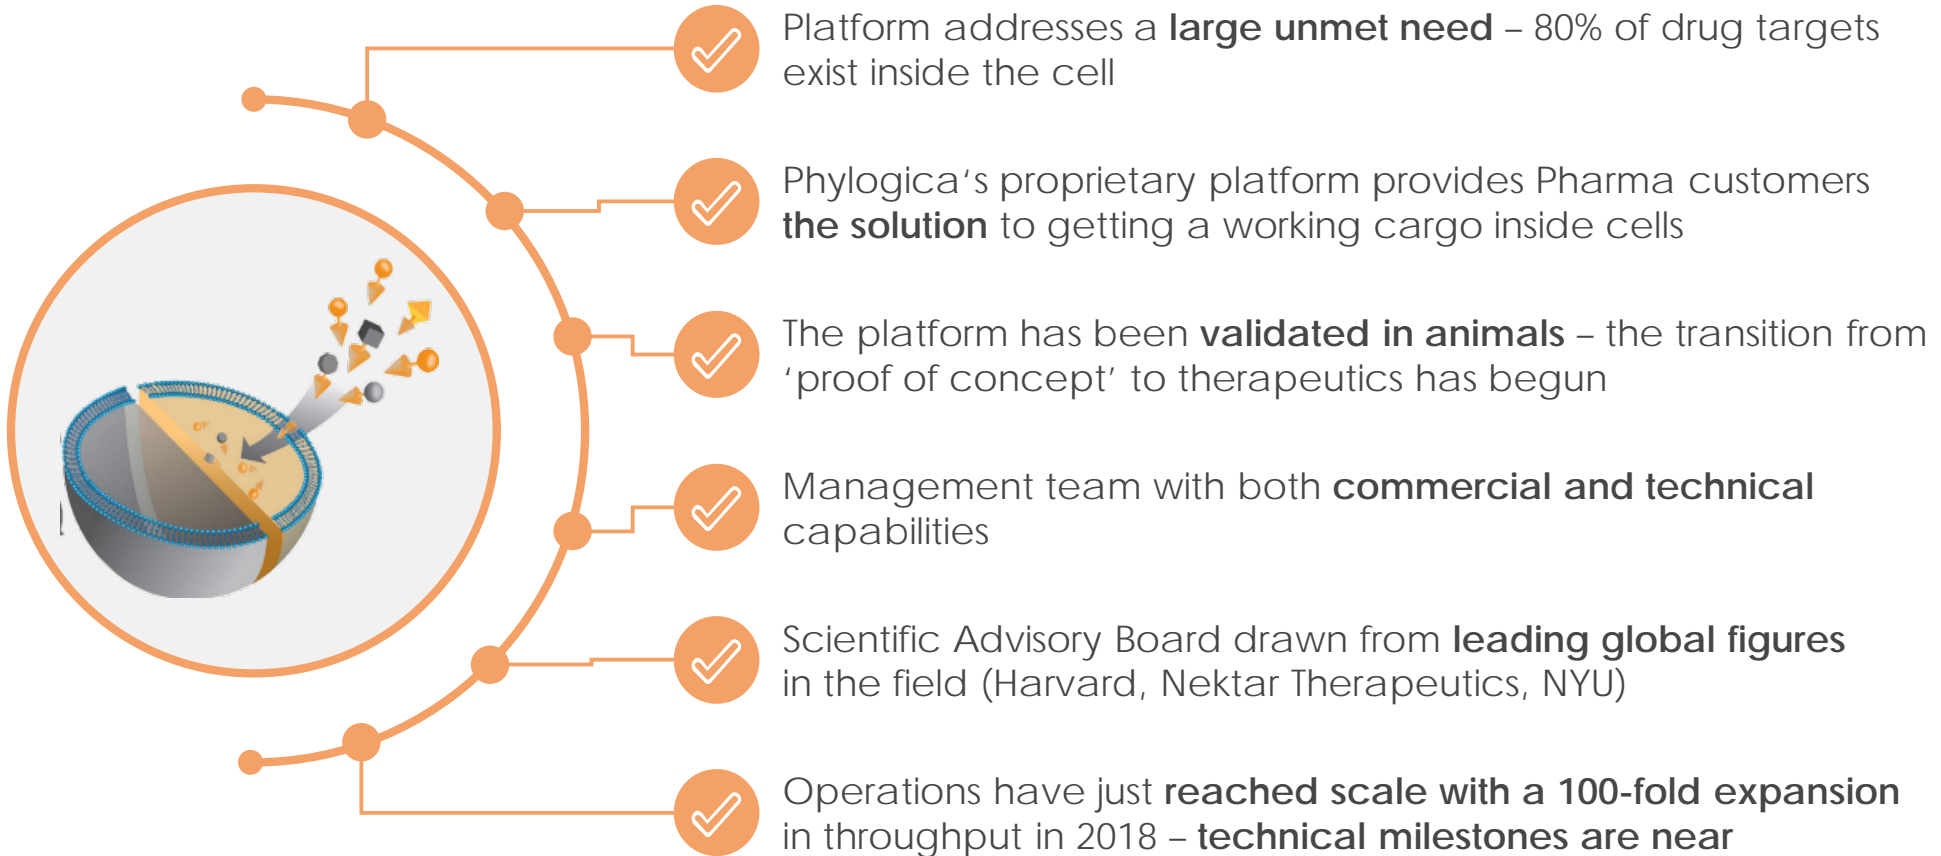 Platform addresses a large unmet need – 80% of drug targets
exist inside the cell
Phylogica‘s proprietary platform provides Pharma customers
the solution to getting a working cargo inside cells
The platform has been validated in animals – the transition from
‘proof of concept’ to therapeutics has begun
Management team with both commercial and technical
capabilities
Scientific Advisory Board drawn from leading global figures
in the field (Harvard, Nektar Therapeutics, NYU)
Operations have just reached scale with a 100-fold expansion
in throughput in 2018 – technical milestones are near